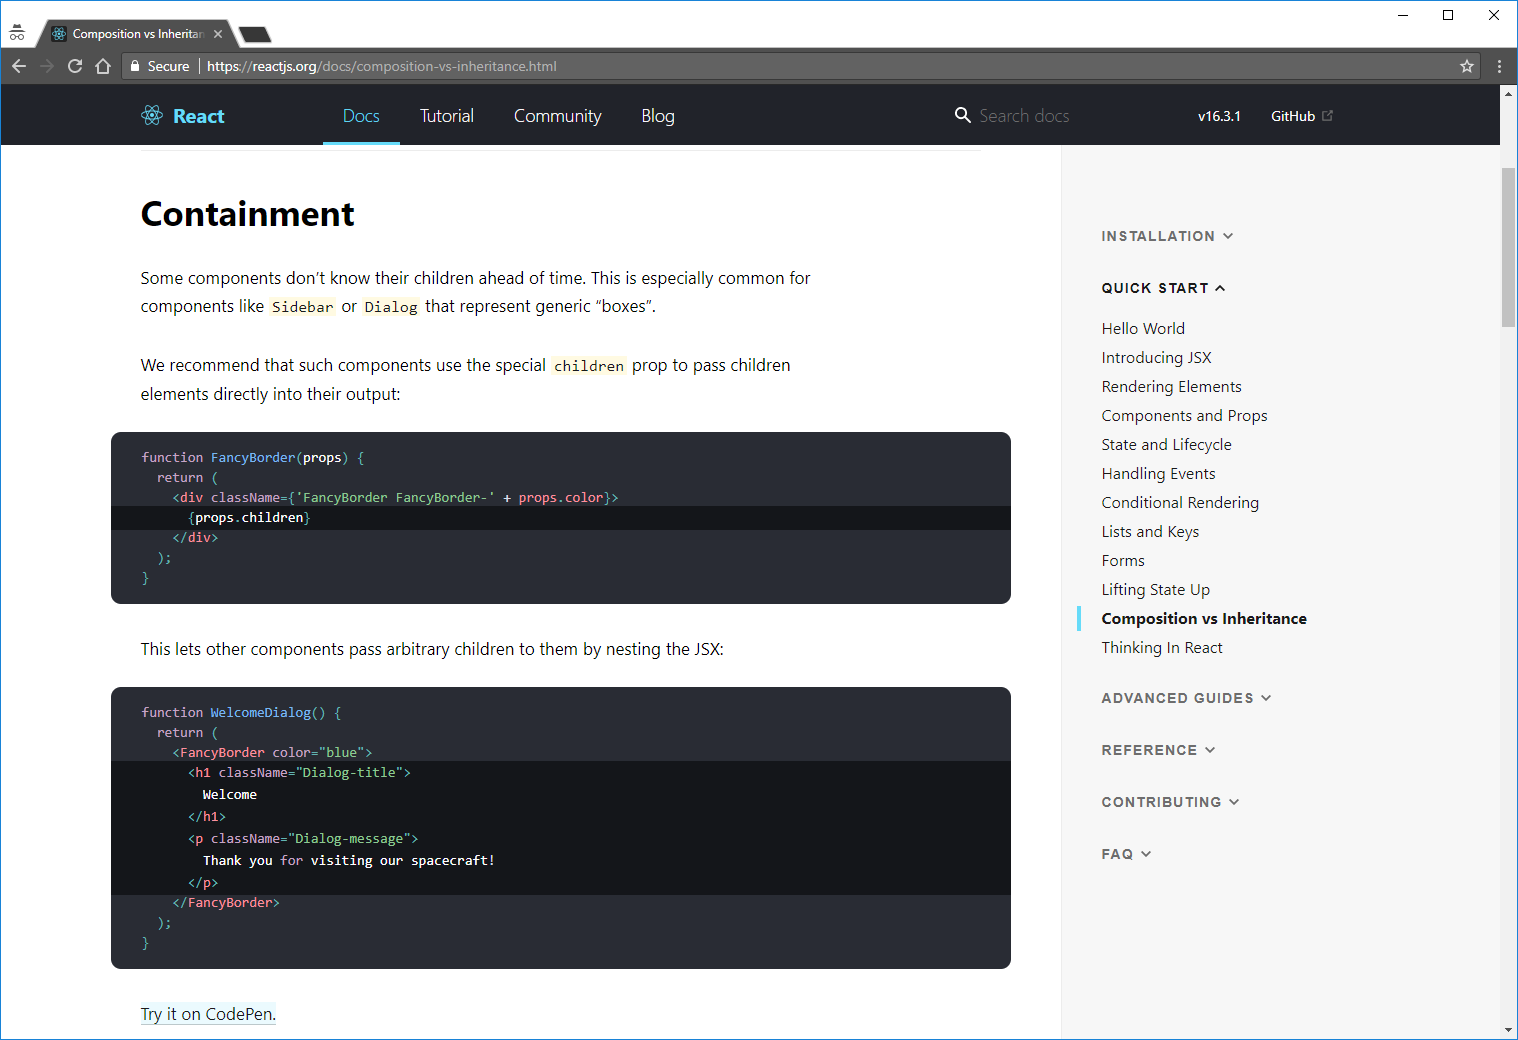 Composition vs Inheritan
Secure https://reactjs.org/docs/composition-vs-inheritance.html
React Docs Tutorial Community Blog Search docs v16.3.1 GitHub
Containment
Some components don’t know their children ahead of time. This is especially common for
components like Sidebar or Dialog that represent generic “boxes”.
We recommend that such components use the special children prop to pass children
elements directly into their output:
function FancyBorder(props) {
  return (
    <div className={'FancyBorder FancyBorder-' + props.color}>
      {props.children}
    </div>
  );
}
This lets other components pass arbitrary children to them by nesting the JSX:
function WelcomeDialog() {
  return (
    <FancyBorder color="blue">
      <h1 className="Dialog-title">
        Welcome
      </h1>
      <p className="Dialog-message">
        Thank you for visiting our spacecraft!
      </p>
    </FancyBorder>
  );
}
Try it on CodePen.
INSTALLATION
QUICK START
Hello World
Introducing JSX
Rendering Elements
Components and Props
State and Lifecycle
Handling Events
Conditional Rendering
Lists and Keys
Forms
Lifting State Up
Composition vs Inheritance
Thinking In React
ADVANCED GUIDES
REFERENCE
CONTRIBUTING
FAQ